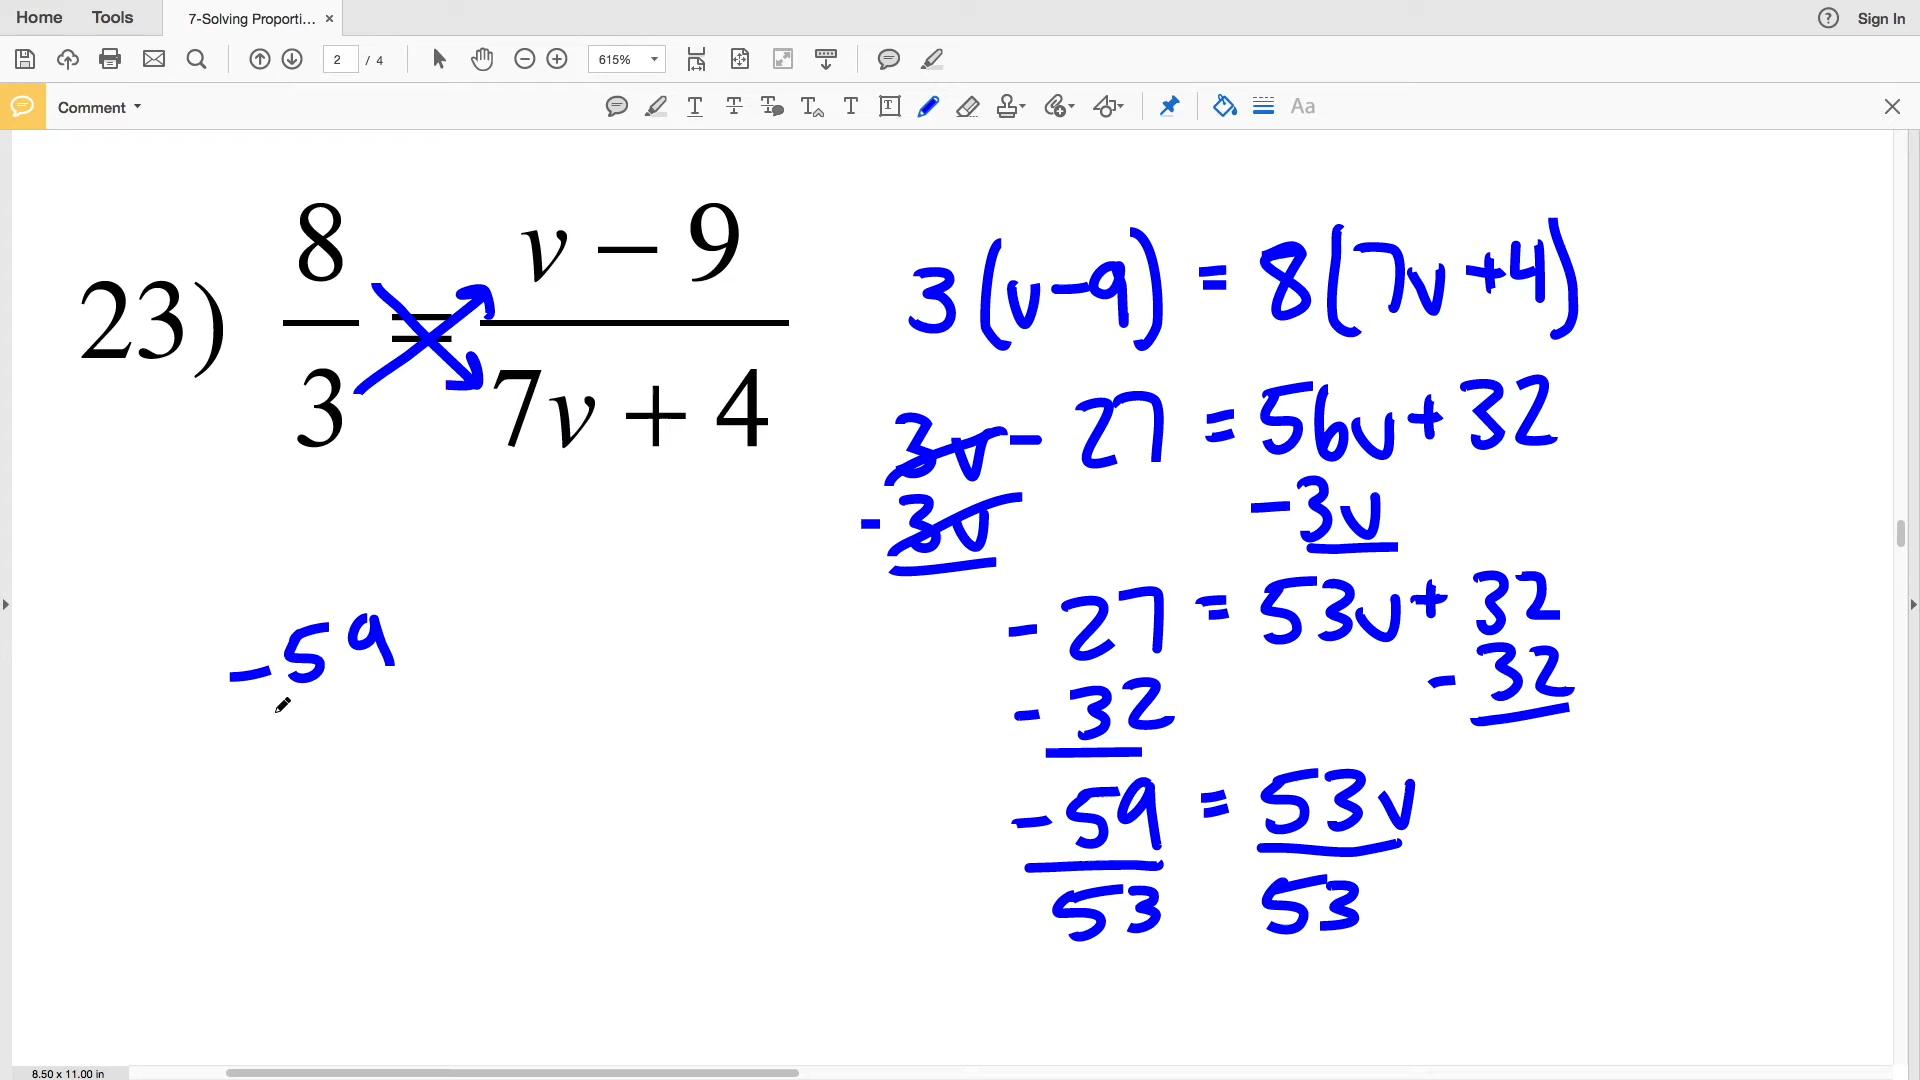 Home Tools 7-Solving Proporti... × Sign In
2 / 4 615%
Comment Aa
23) 8/3 = (v − 9)/(7v + 4)
3(v-9) = 8(7v+4)
3v - 27 = 56v + 32
-3v -3v
-27 = 53v + 32
-32 -32
-59 = 53v
53 53
-59
8.50 x 11.00 in